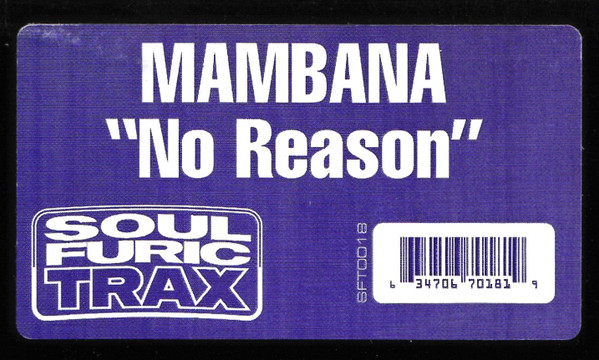 MAMBANA
"No Reason"
SOUL
FURIC
TRAX
SFT0018
6 34706 70181 9